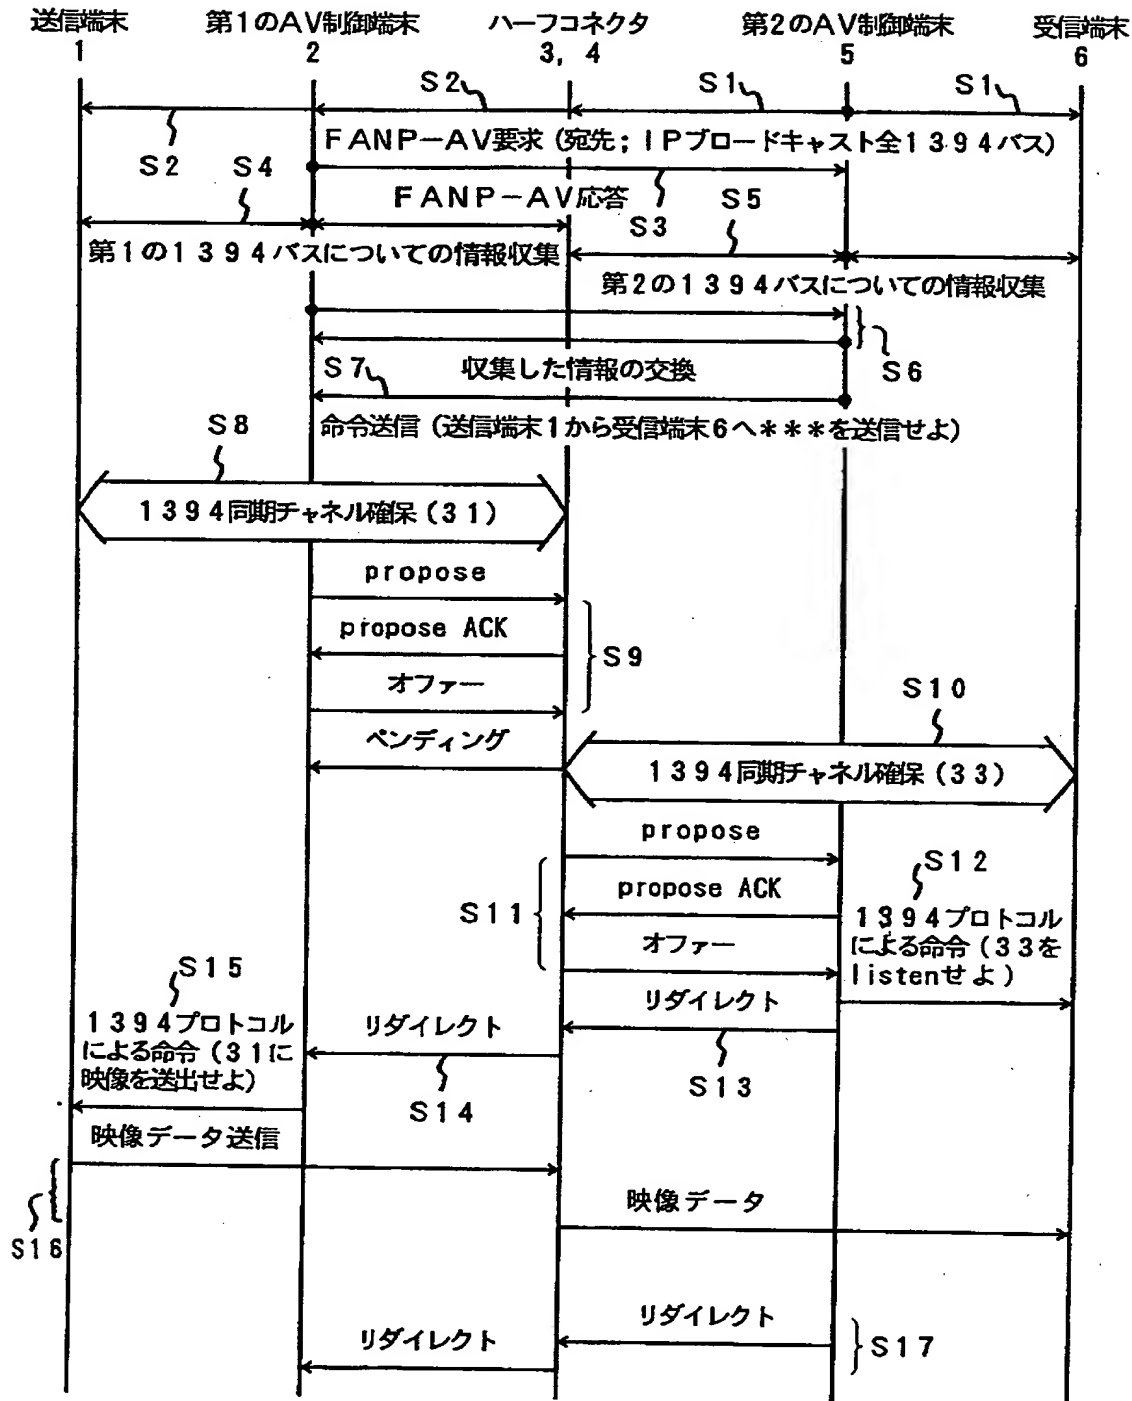 送信端末 第1のAV制御端末 ハーフコネクタ 第2のAV制御端末 受信端末
1 2 3, 4 5 6
S2 S1 S1
FANP-AV要求(宛先;IPブロードキャスト全1394バス)
S2 S4
FANP-AV応答 S3 S5
第1の1394バスについての情報収集
第2の1394バスについての情報収集
S7 収集した情報の交換 S6
命令送信(送信端末1から受信端末6へ***を送信せよ)
S8
1394同期チャネル確保(31)
propose
propose ACK
S9
オファー
S10
ペンディング
1394同期チャネル確保(33)
propose
S12
propose ACK
S11
1394プロトコル
による命令(33を
listenせよ)
オファー
S15
リダイレクト
1394プロトコル
による命令(31に
映像を送出せよ)
リダイレクト
S13
S14
映像データ送信
映像データ
S16
リダイレクト
リダイレクト
S17